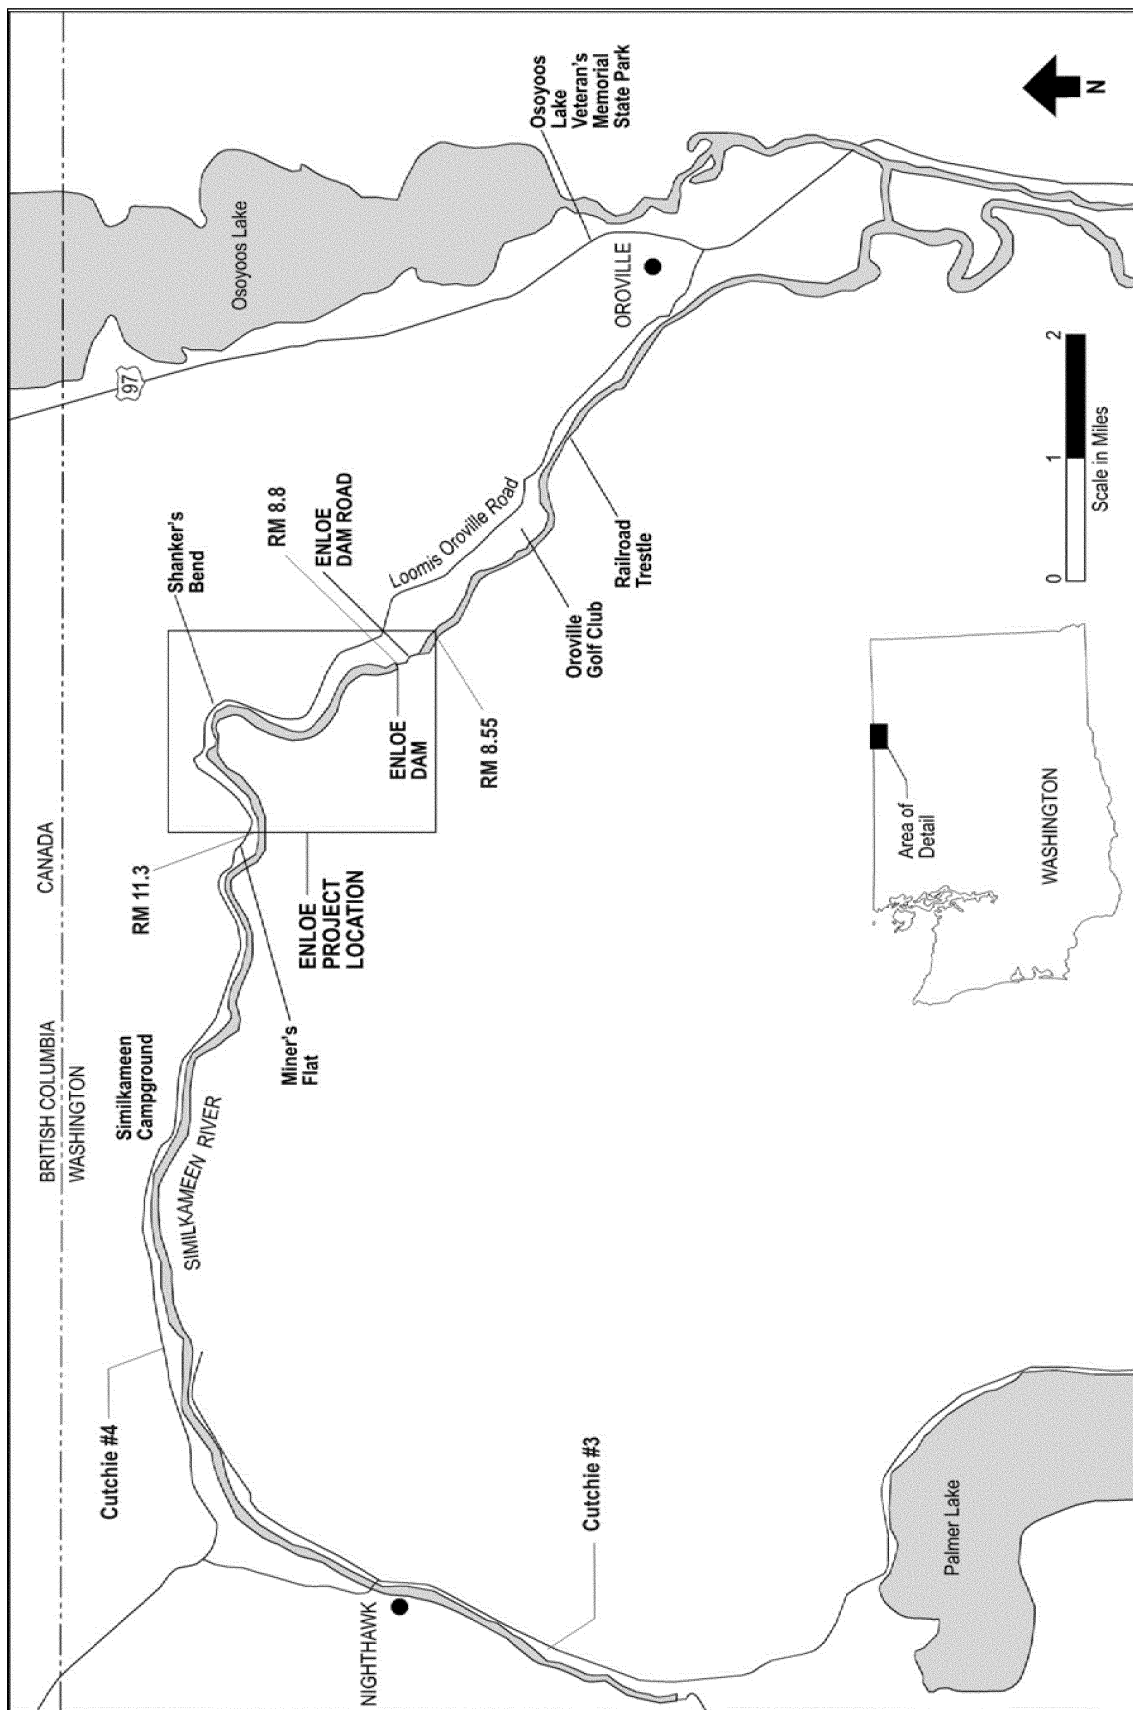 BRITISH COLUMBIA
WASHINGTON
CANADA
Cutchie #4
Similkameen
Campground
SIMILKAMEEN RIVER
RM 11.3
Shanker's
Bend
97
Osoyoos Lake
NIGHTHAWK
Miner's
Flat
ENLOE
PROJECT
LOCATION
RM 8.8
ENLOE
DAM ROAD
ENLOE
DAM
RM 8.55
Loomis Oroville Road
Oroville
Golf Club
Railroad
Trestle
OROVILLE
Osoyoos
Lake
Veteran's
Memorial
State Park
Cutchie #3
Palmer Lake
Area of
Detail
WASHINGTON
0 1 2
Scale in Miles
N